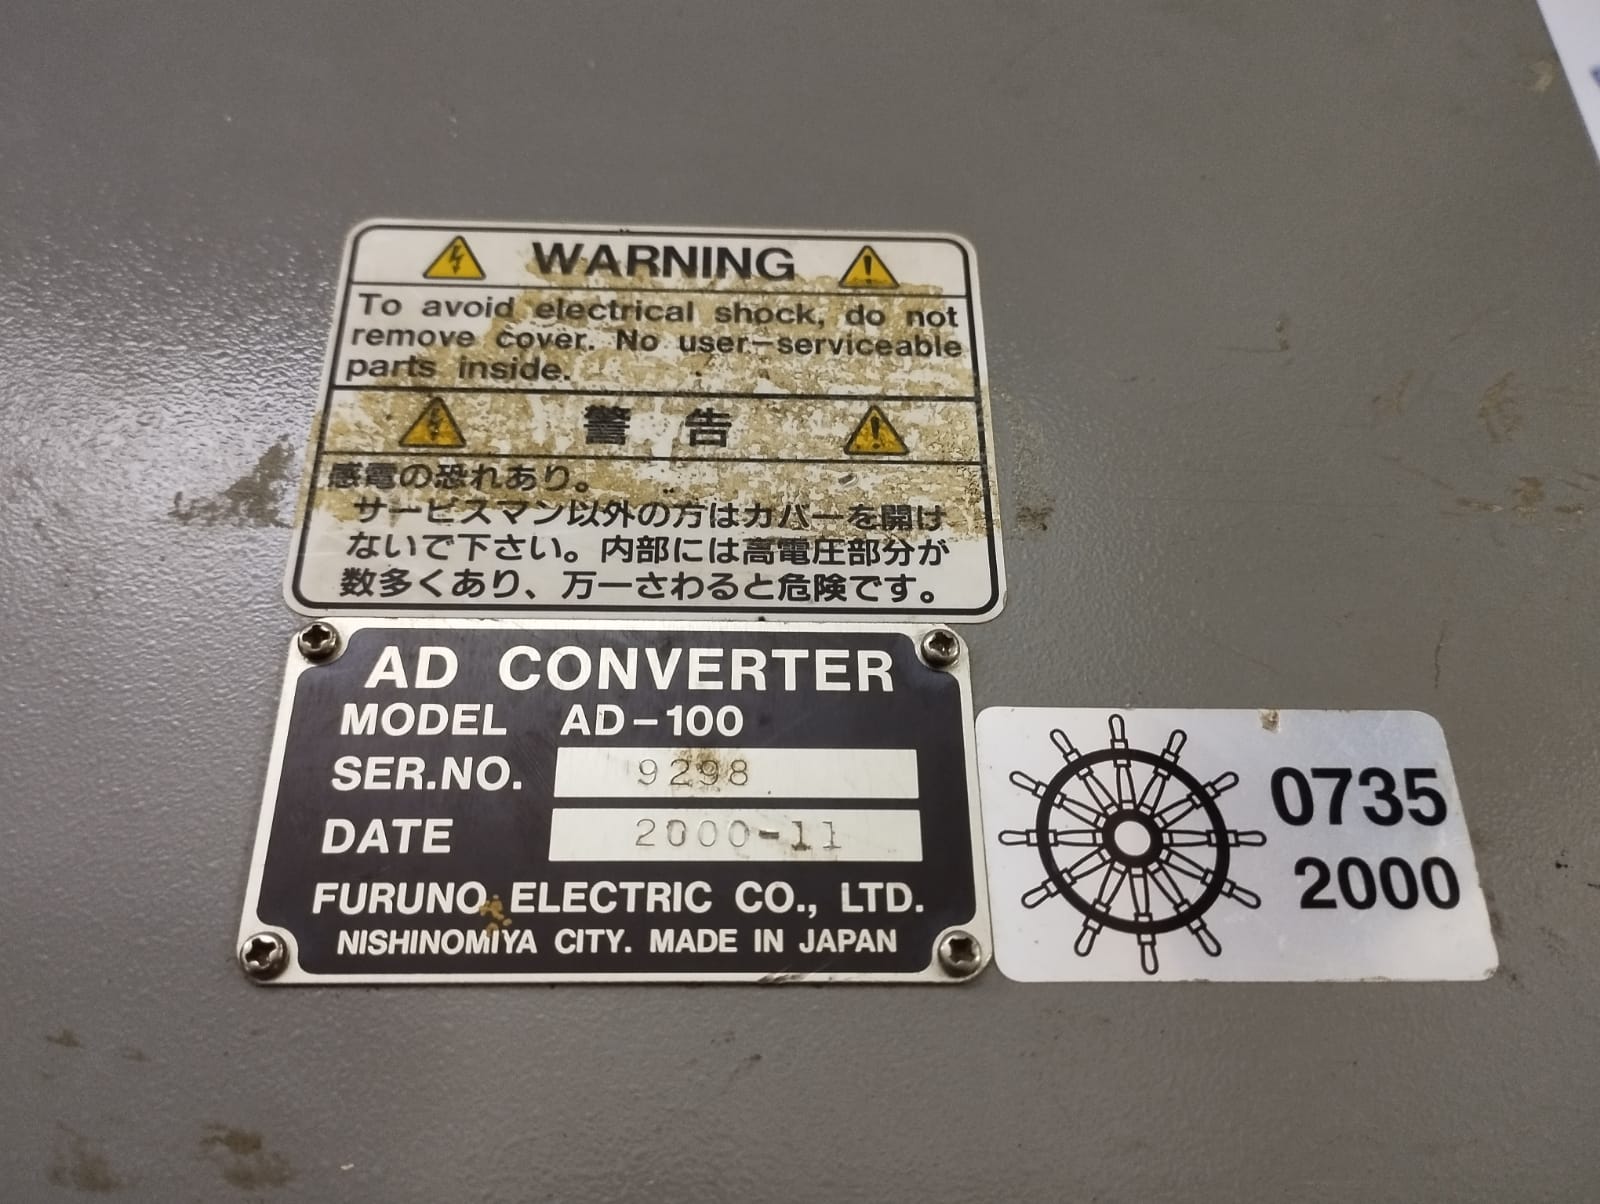 WARNING
To avoid electrical shock, do not
remove cover. No user-serviceable
parts inside.
警告
感電の恐れあり。
サービスマン以外の方はカバーを開け
ないで下さい。内部には高電圧部分が
数多くあり、万一さわると危険です。
AD CONVERTER
MODEL AD-100
SER.NO. 9298
DATE 2000-11
FURUNO ELECTRIC CO., LTD.
NISHINOMIYA CITY. MADE IN JAPAN
0735
2000